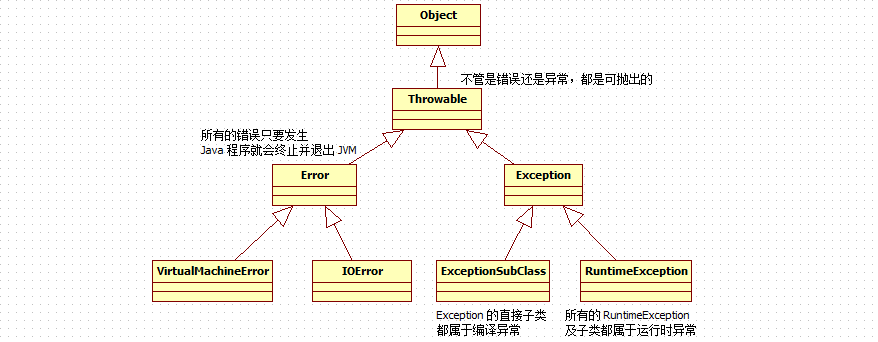 Object
不管是错误还是异常，都是可抛出的
Throwable
所有的错误只要发生
Java 程序就会终止并退出 JVM
Error
Exception
VirtualMachineError
IOError
ExceptionSubClass
RuntimeException
Exception 的直接子类
都属于编译异常
所有的 RuntimeException
及子类都属于运行时异常